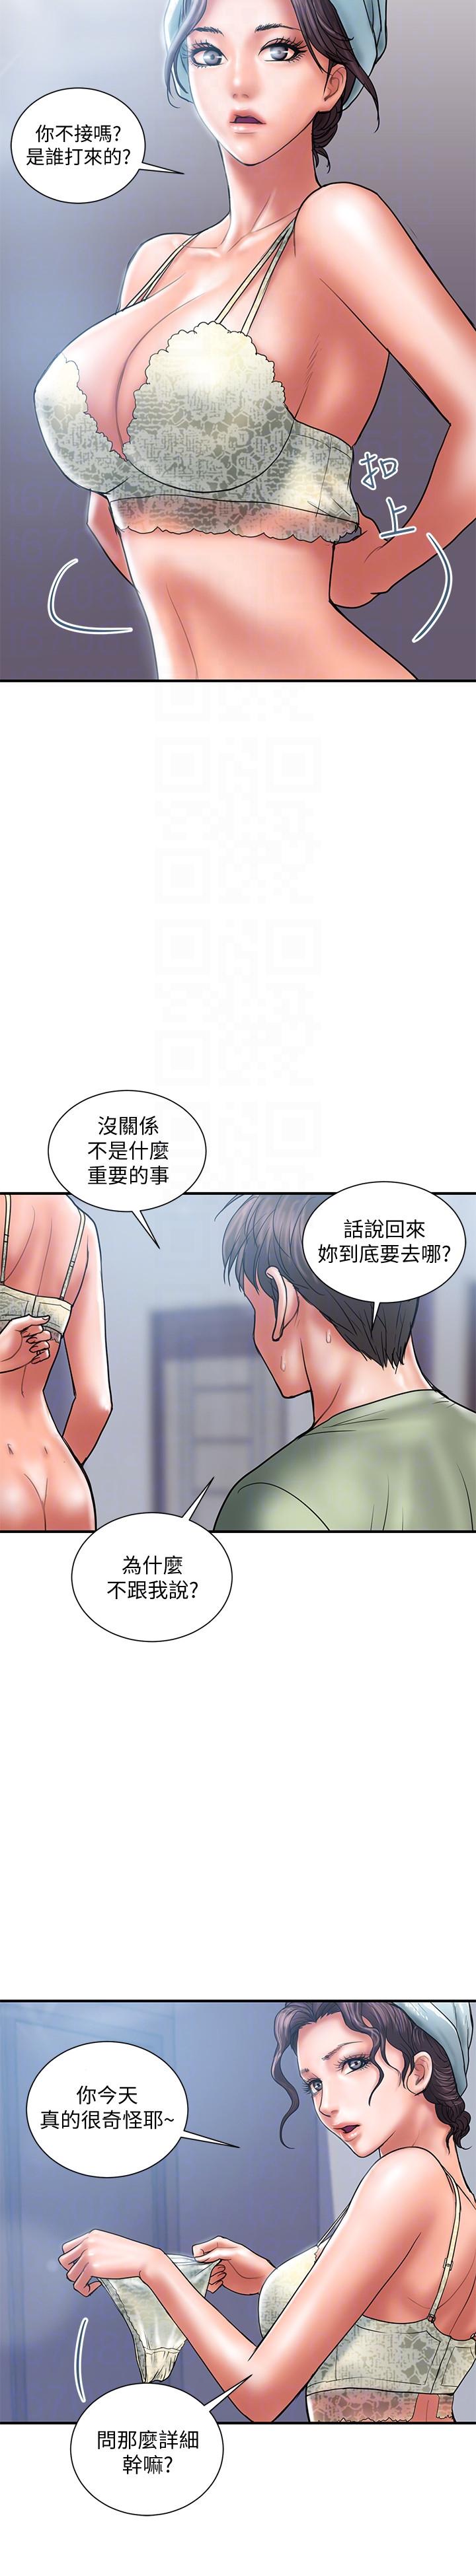 你不接嗎?
是誰打來的?
扣
上
沒關係
不是什麼
重要的事
話說回來
妳到底要去哪?
為什麼
不跟我說?
你今天
真的很奇怪耶~
問那麼詳細
幹嘛?